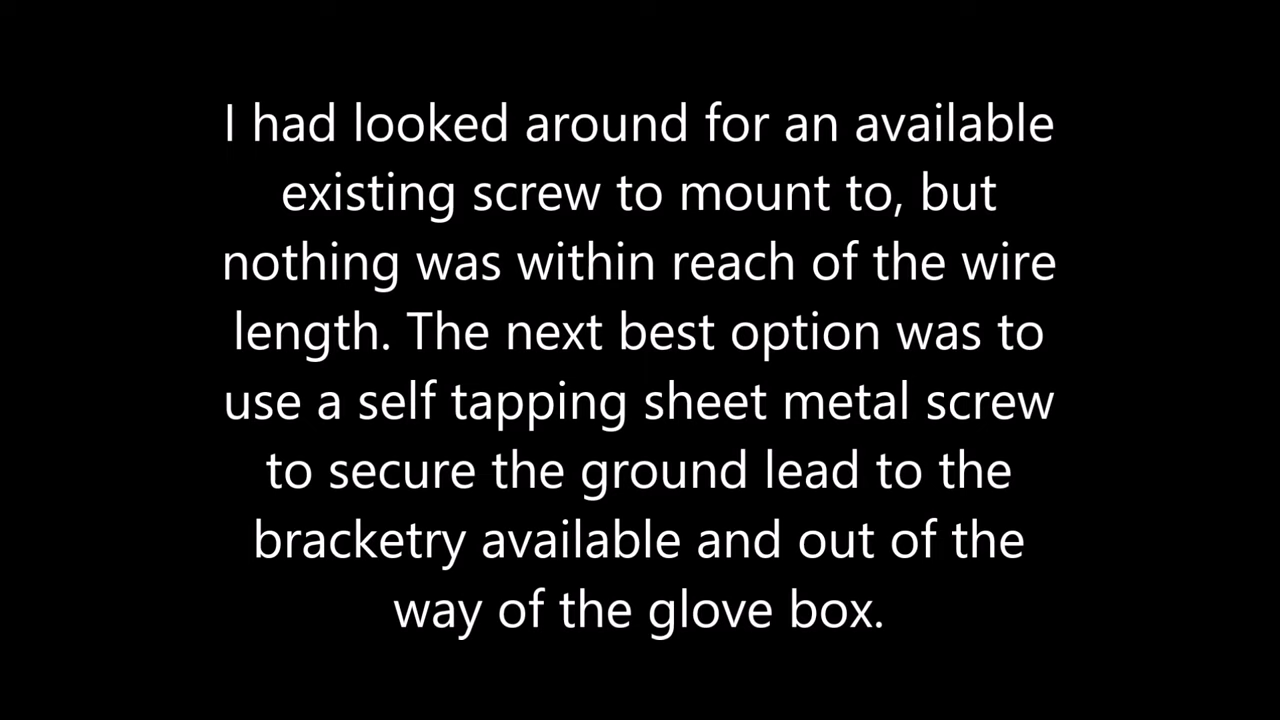 I had looked around for an available
existing screw to mount to, but
nothing was within reach of the wire
length. The next best option was to
use a self tapping sheet metal screw
to secure the ground lead to the
bracketry available and out of the
way of the glove box.